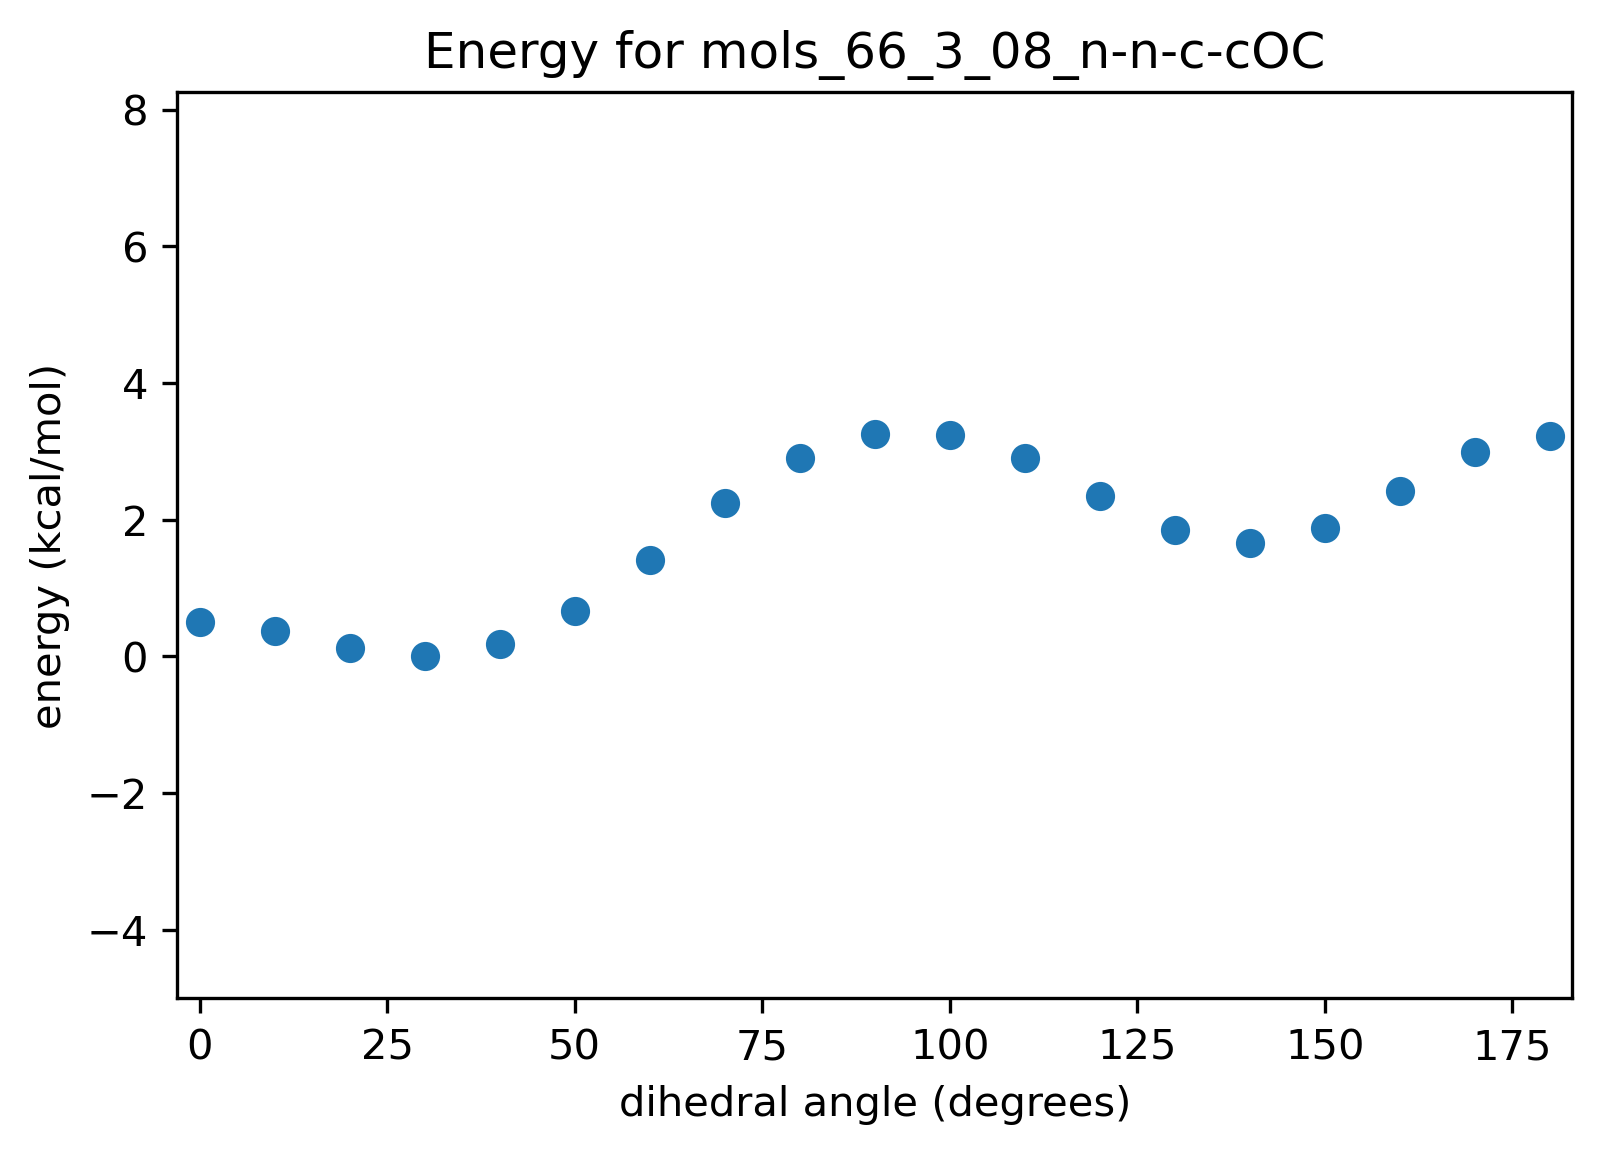 Energy for mols_66_3_08_n-n-c-cOC
8
6
4
2
0
−2
−4
energy (kcal/mol)
0 25 50 75 100 125 150 175
dihedral angle (degrees)